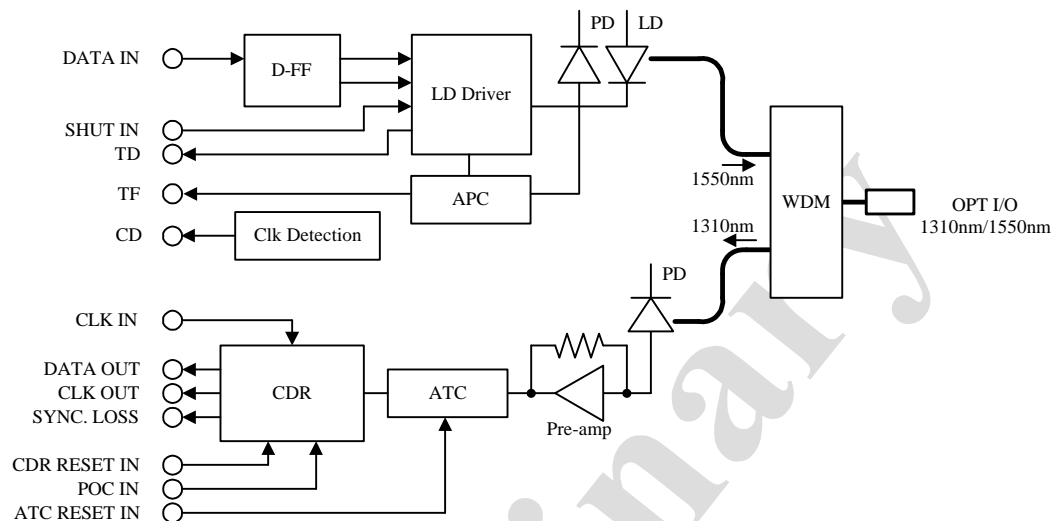 PD
LD
DATA IN
D-FF
LD Driver
SHUT IN
TD
TF
APC
CD
Clk Detection
1550nm
WDM
OPT I/O
1310nm/1550nm
1310nm
PD
CLK IN
DATA OUT
CLK OUT
SYNC. LOSS
CDR
ATC
Pre-amp
CDR RESET IN
POC IN
ATC RESET IN
inary